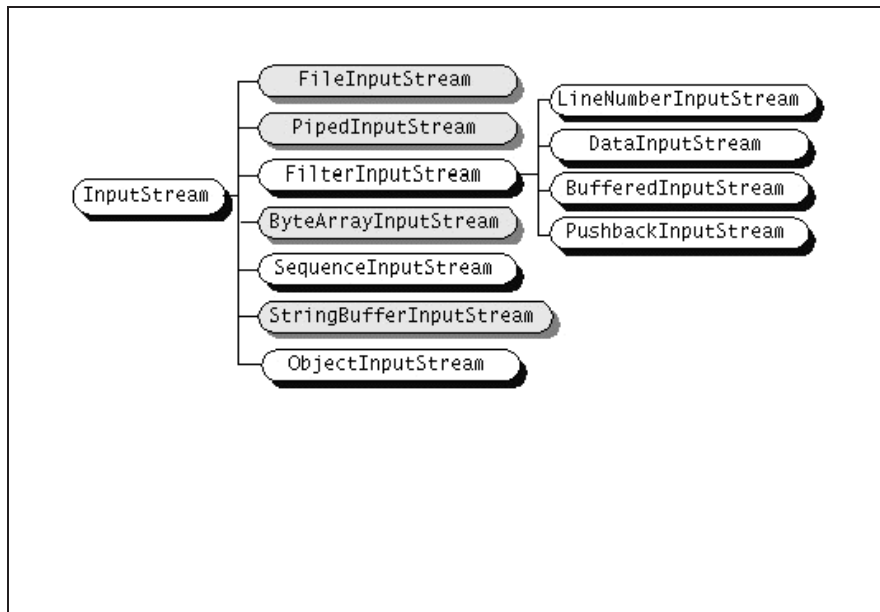 InputStream
FileInputStream
PipedInputStream
FilterInputStream
ByteArrayInputStream
SequenceInputStream
StringBufferInputStream
ObjectInputStream
LineNumberInputStream
DataInputStream
BufferedInputStream
PushbackInputStream